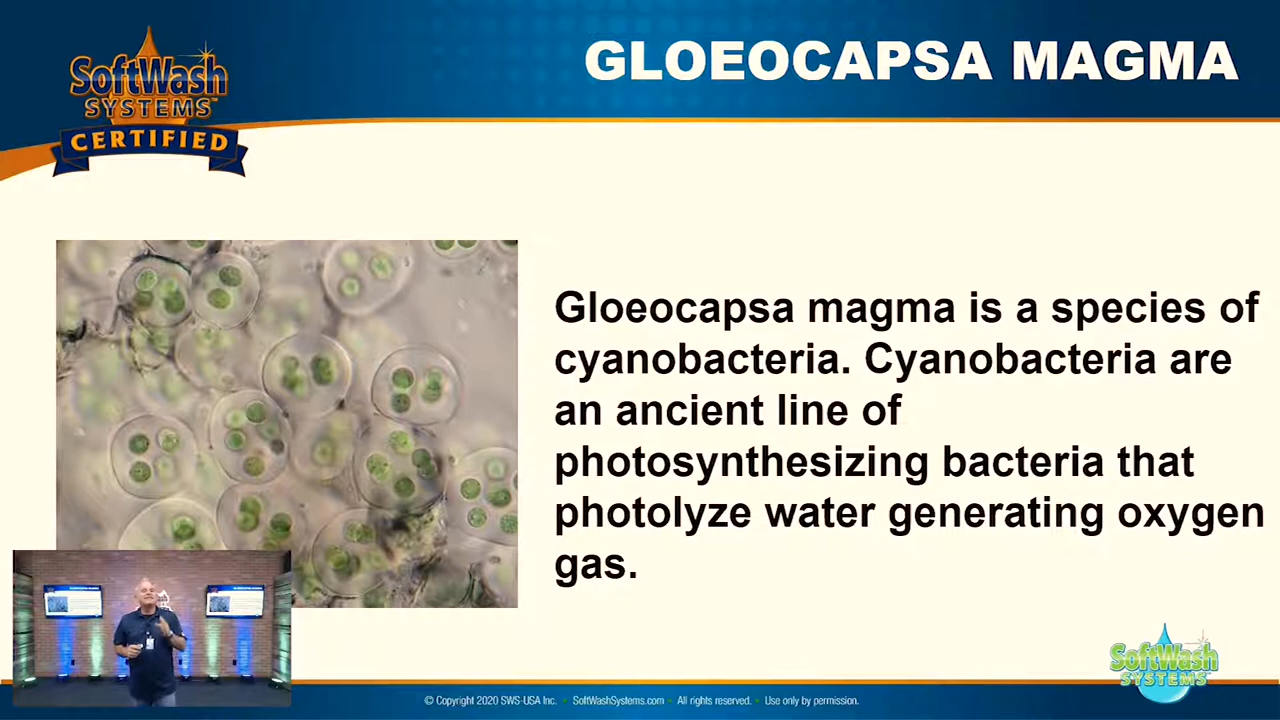 SoftWash
SYSTEMS™
CERTIFIED
GLOEOCAPSA MAGMA
Gloeocapsa magma is a species of
cyanobacteria. Cyanobacteria are
an ancient line of
photosynthesizing bacteria that
photolyze water generating oxygen
gas.
SoftWash
SYSTEMS™
© Copyright 2020 SWS-USA Inc. • SoftWashSystems.com • All rights reserved. • Use only by permission.